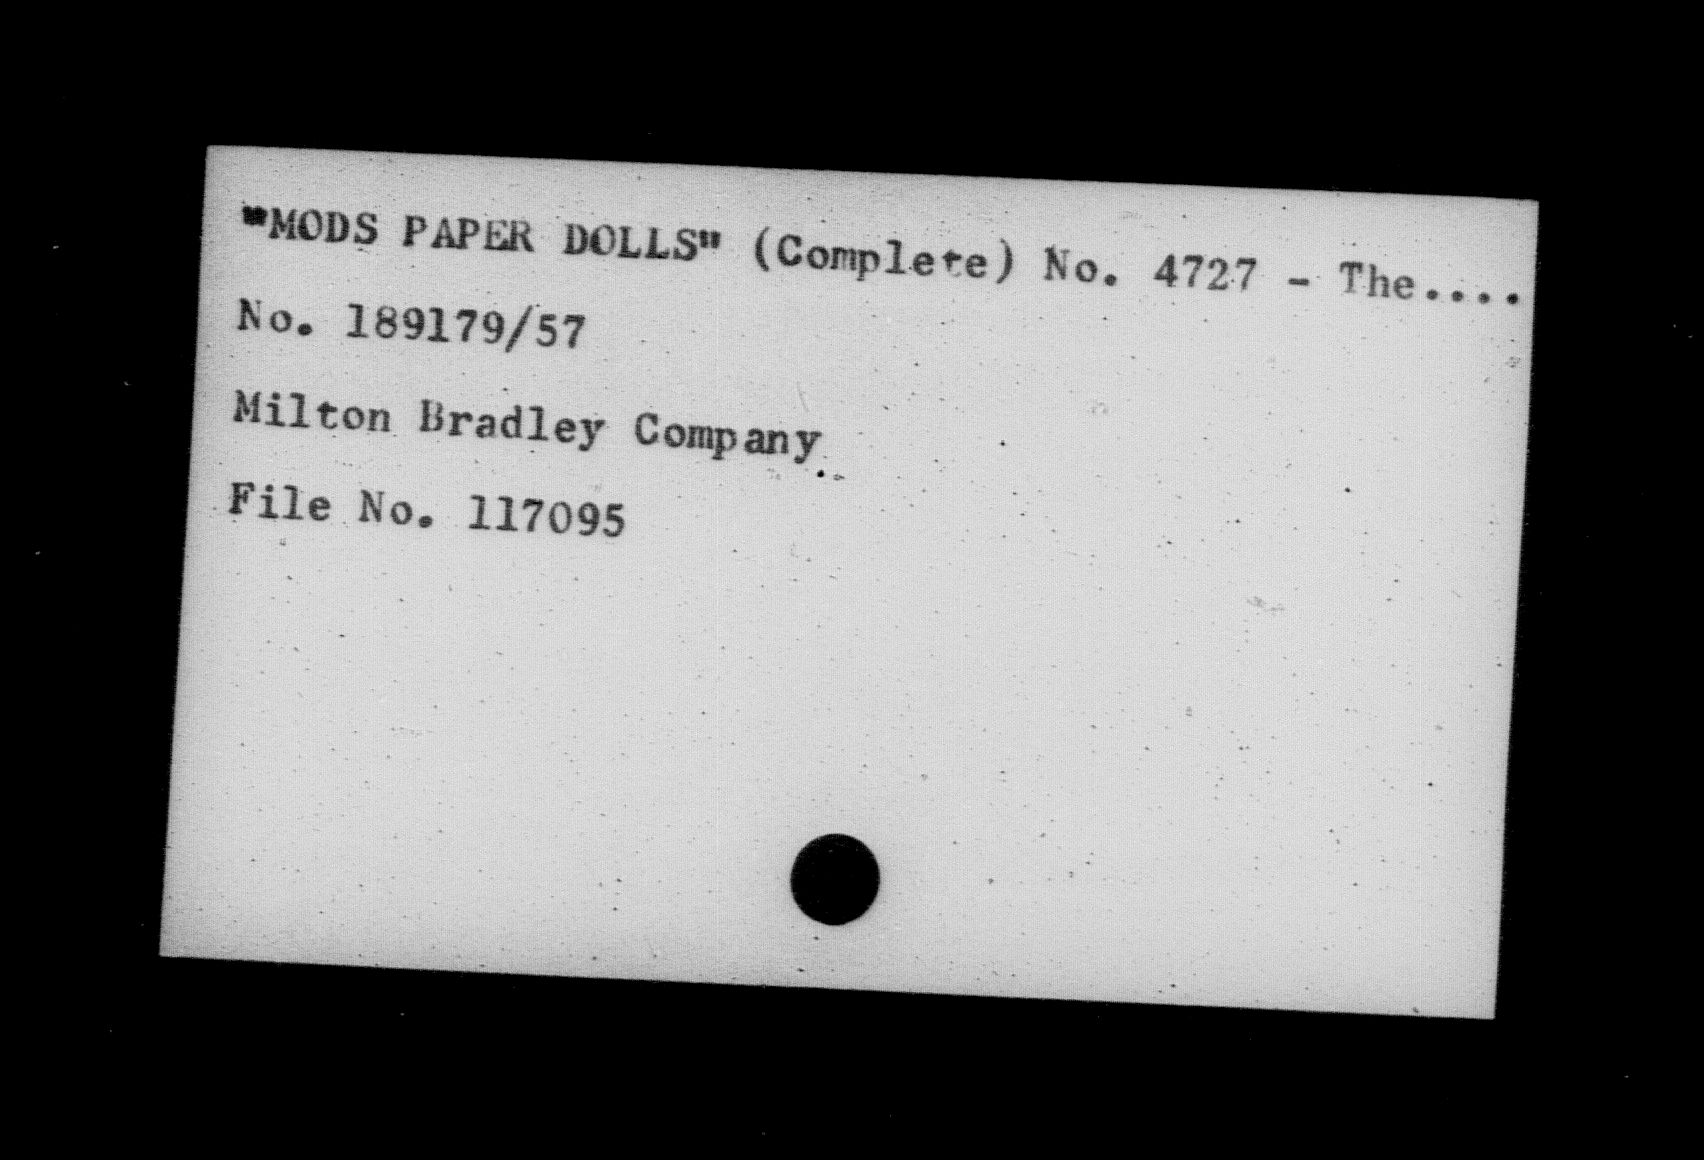 "MODS PAPER DOLLS" (Complete) No. 4727 - The....
No. 189179/57
Milton Bradley Company
File No. 117095